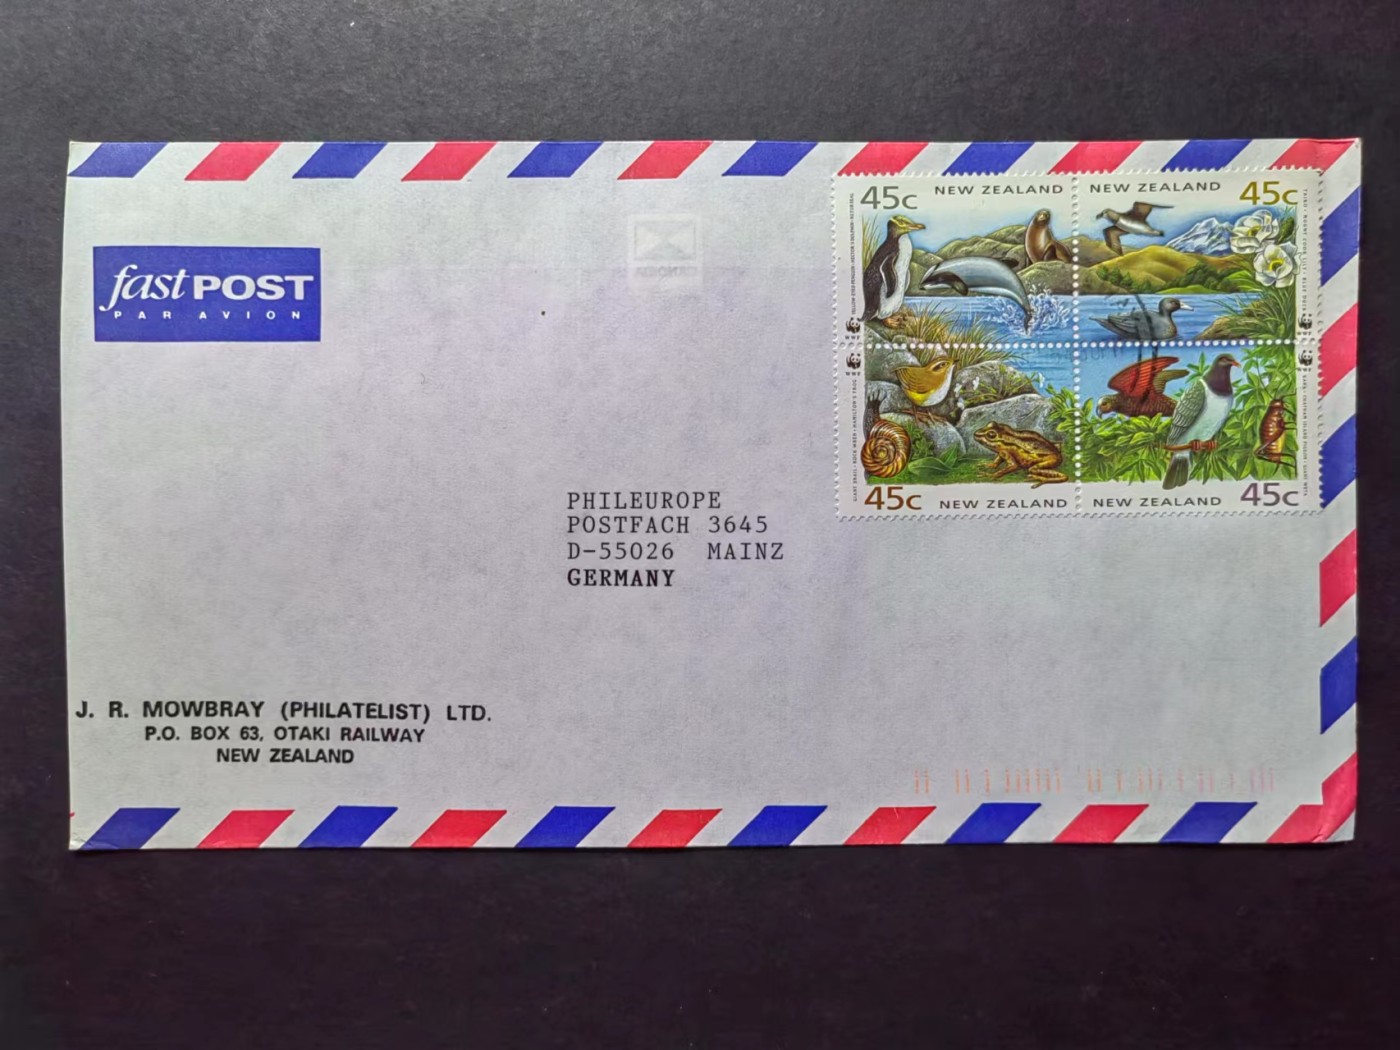 fast POST
PAR AVION
45c NEW ZEALAND
NEW ZEALAND 45c
45c NEW ZEALAND
NEW ZEALAND 45c
PHILEUROPE
POSTFACH 3645
D-55026 MAINZ
GERMANY
J. R. MOWBRAY (PHILATELIST) LTD.
P.O. BOX 63, OTAKI RAILWAY
NEW ZEALAND